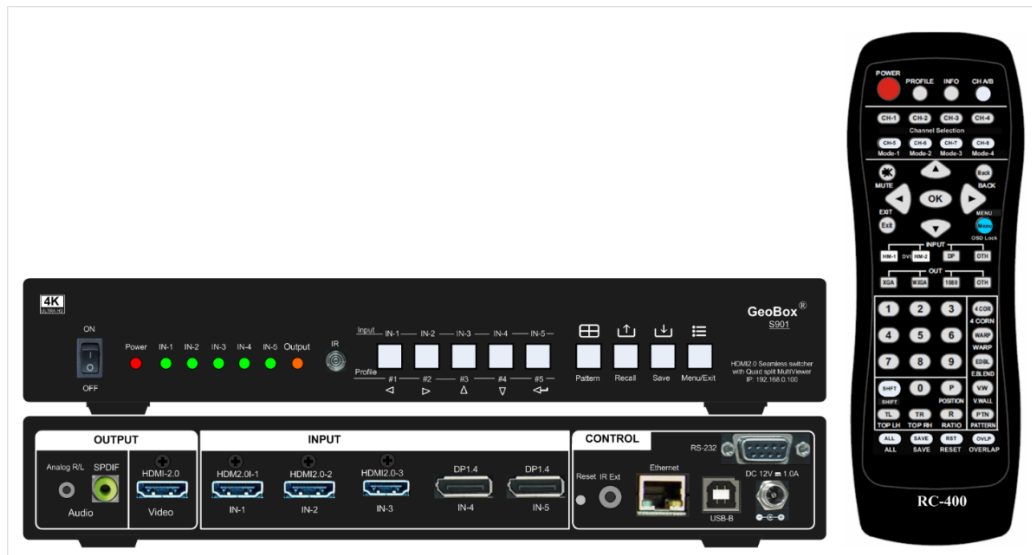 4K
ULTRA HD
ON
OFF
Power IN-1 IN-2 IN-3 IN-4 IN-5 Output IR
Input IN-1 IN-2 IN-3 IN-4 IN-5
Profile #1 #2 #3 #4 #5
Pattern Recall Save Menu/Exit
GeoBox®
S901
HDMI2.0 Seamless switcher
with Quad split MultiViewer
IP: 192.168.0.100
OUTPUT INPUT CONTROL
Analog R/L SPDIF HDMI-2.0 HDMI2.0I-1 HDMI2.0-2 HDMI2.0-3 DP1.4 DP1.4
Audio Video IN-1 IN-2 IN-3 IN-4 IN-5
RS-232
Reset IR Ext Ethernet DC 12V 1.0A
USB-B
POWER PROFILE INFO CH A/B
CH-1 CH-2 CH-3 CH-4
Channel Selection
CH-5 CH-6 CH-7 CH-8
Mode-1 Mode-2 Mode-3 Mode-4
Back
MUTE BACK
OK
EXIT MENU
Exit Menu
OSD Lock
INPUT
HM-1 DVI HM-2 DP OTH
OUT
XGA WXGA 1080 OTH
1 2 3 4 COR
4 CORN
4 5 6 WARP
WARP
7 8 9 EDBL
E.BLEND
SHFT 0 P V.W
SHIFT POSITION V.WALL
TL TR R PTN
TOP LH TOP RH RATIO PATTERN
ALL SAVE RST OVLP
ALL SAVE RESET OVERLAP
RC-400